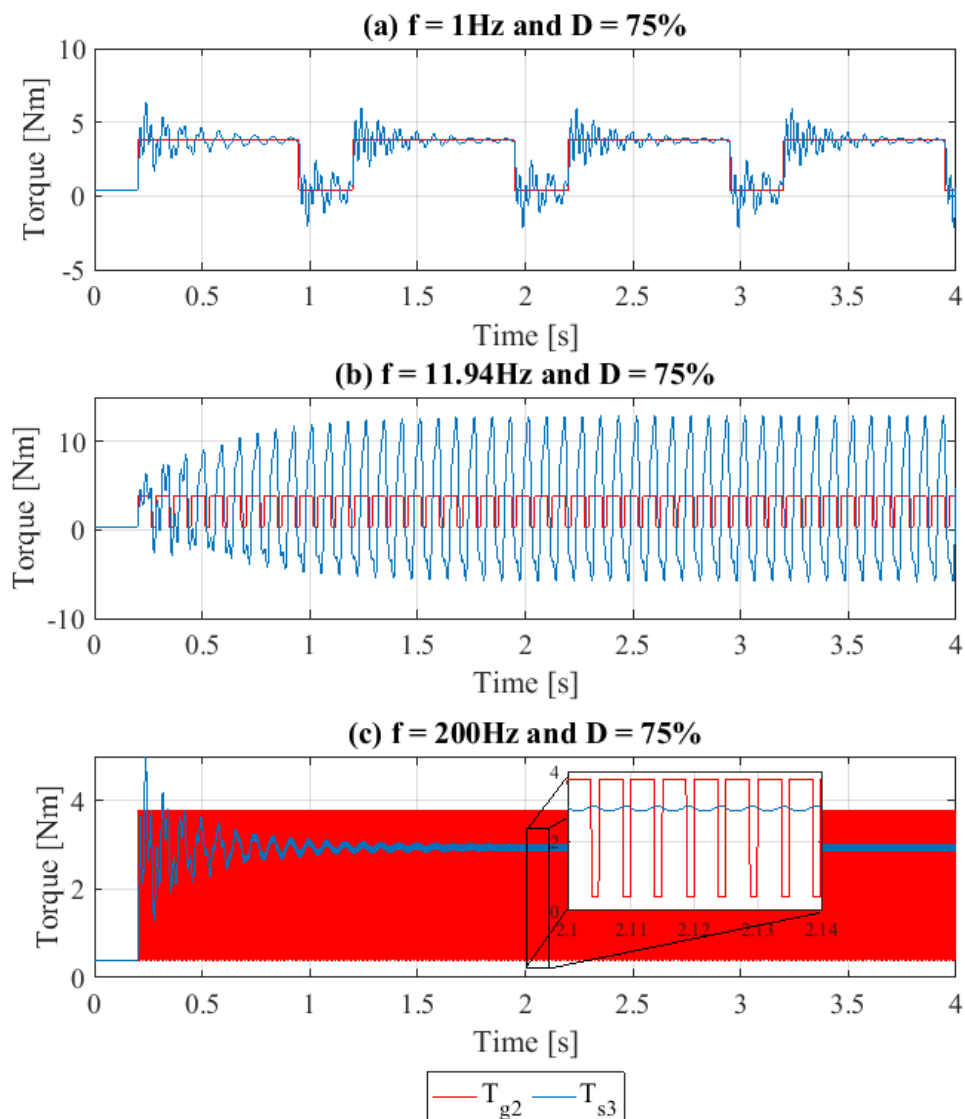 (a) f = 1Hz and D = 75%
10
5
0
-5
Torque [Nm]
0 0.5 1 1.5 2 2.5 3 3.5 4
Time [s]
(b) f = 11.94Hz and D = 75%
10
0
-10
Torque [Nm]
0 0.5 1 1.5 2 2.5 3 3.5 4
Time [s]
(c) f = 200Hz and D = 75%
4
2
0
Torque [Nm]
4
2
0
2.1 2.11 2.12 2.13 2.14
0 0.5 1 1.5 2 2.5 3 3.5 4
Time [s]
T_g2 T_s3